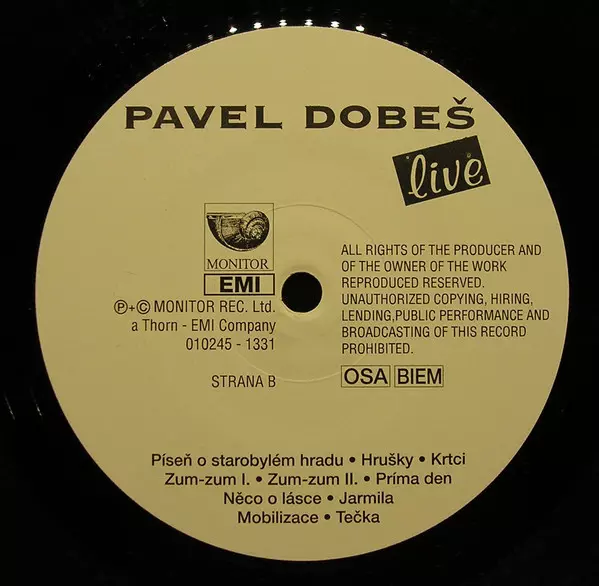 PAVEL DOBEŠ
live
MONITOR
EMI
Ⓟ+© MONITOR REC. Ltd.
a Thorn - EMI Company
010245 - 1331
STRANA B
ALL RIGHTS OF THE PRODUCER AND
OF THE OWNER OF THE WORK
REPRODUCED RESERVED.
UNAUTHORIZED COPYING, HIRING,
LENDING,PUBLIC PERFORMANCE AND
BROADCASTING OF THIS RECORD
PROHIBITED.
OSA BIEM
Píseň o starobylém hradu • Hrušky • Krtci
Zum-zum I. • Zum-zum II. • Príma den
Něco o lásce • Jarmila
Mobilizace • Tečka